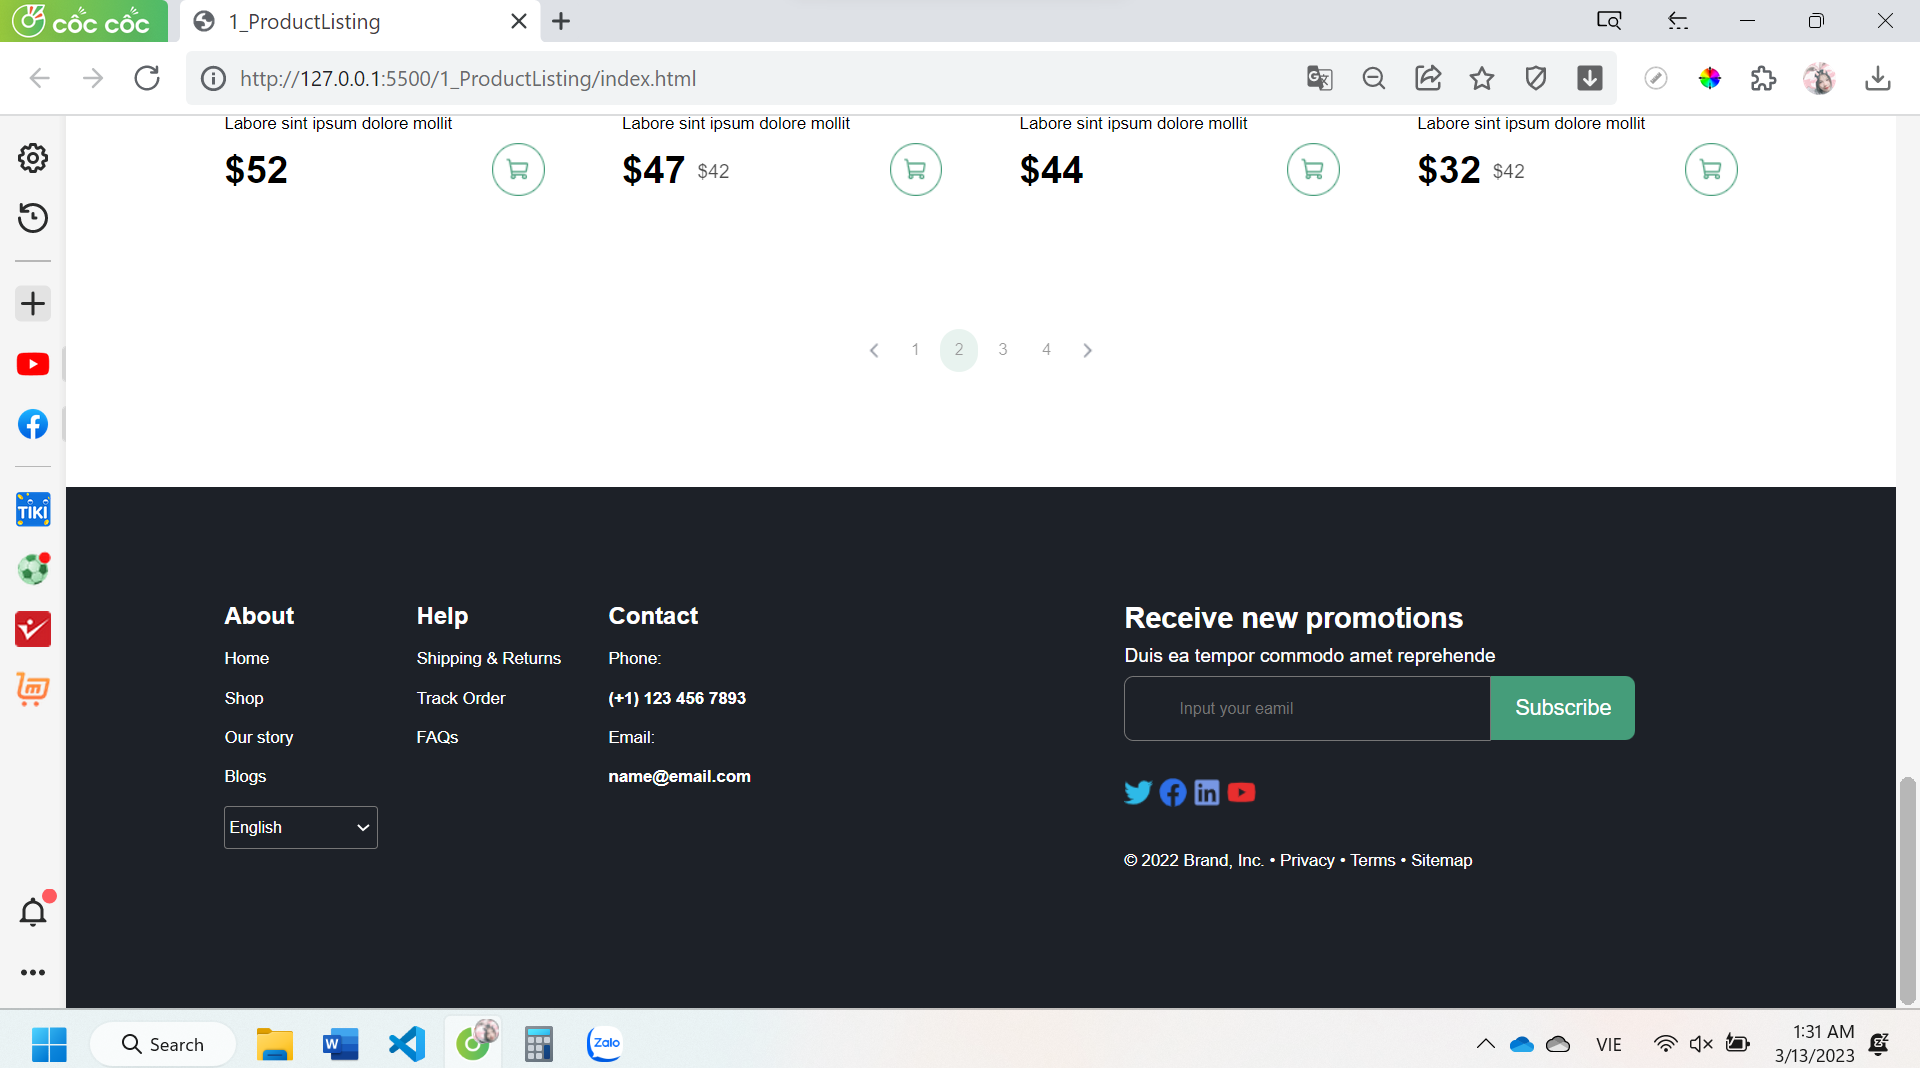 cốc cốc
1_ProductListing
http://127.0.0.1:5500/1_ProductListing/index.html
Labore sint ipsum dolore mollit
$52
Labore sint ipsum dolore mollit
$47 $42
Labore sint ipsum dolore mollit
$44
Labore sint ipsum dolore mollit
$32 $42
1 2 3 4
TIKI
About
Home
Shop
Our story
Blogs
English
Help
Shipping & Returns
Track Order
FAQs
Contact
Phone:
(+1) 123 456 7893
Email:
name@email.com
Receive new promotions
Duis ea tempor commodo amet reprehende
Input your eamil
Subscribe
© 2022 Brand, Inc. • Privacy • Terms • Sitemap
Search
Zalo
VIE
1:31 AM
3/13/2023